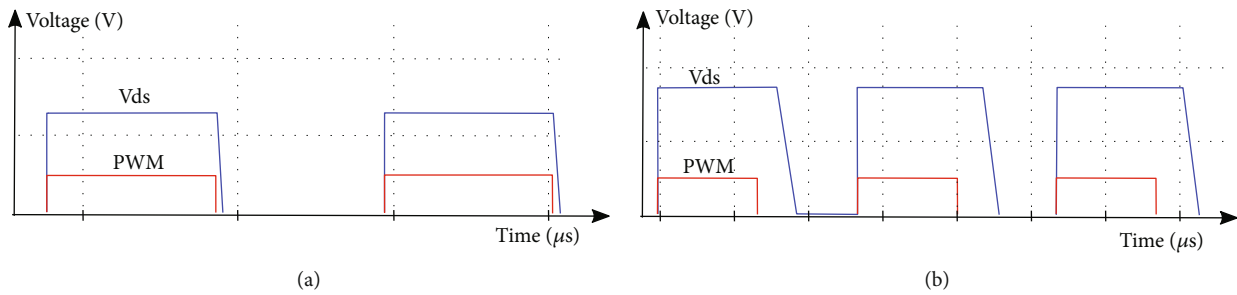 Voltage (V)
Vds
PWM
Time (μs)
(a)
Voltage (V)
Vds
PWM
Time (μs)
(b)